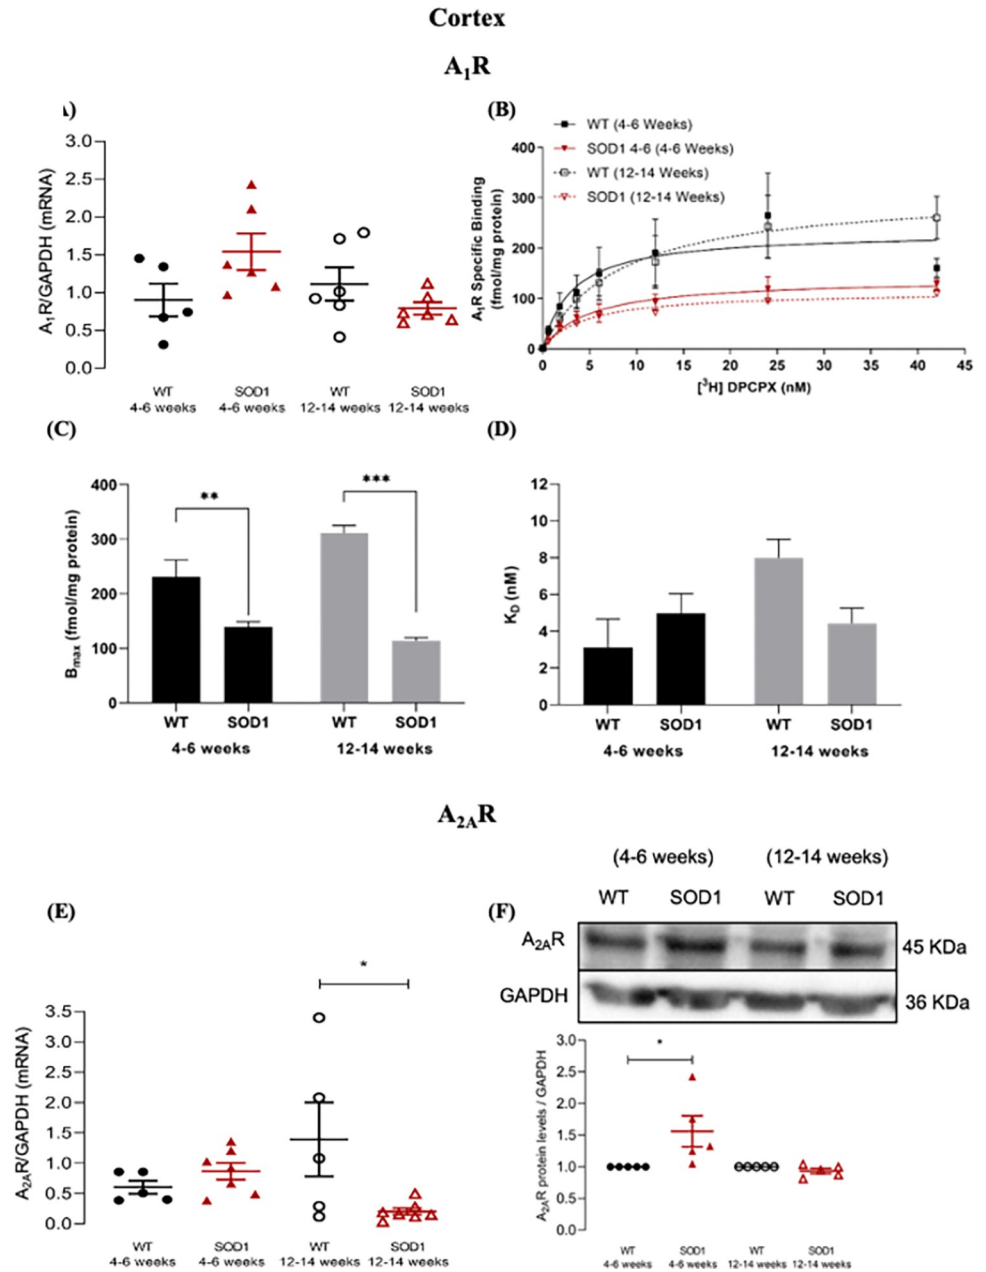 Cortex
A₁R
A)
3.0
2.5
2.0
1.5
1.0
0.5
0.0
A₁R/GAPDH (mRNA)
WT
4-6 weeks
SOD1
4-6 weeks
WT
12-14 weeks
SOD1
12-14 weeks
(B)
WT (4-6 Weeks)
SOD1 4-6 (4-6 Weeks)
WT (12-14 Weeks)
SOD1 (12-14 Weeks)
400
300
200
100
0
A₁R Specific Binding
(fmol/mg protein)
0 5 10 15 20 25 30 35 40 45
[³H] DPCPX (nM)
(C)
400
300
200
100
0
Bmax (fmol/mg protein)
**
***
WT SOD1 WT SOD1
4-6 weeks 12-14 weeks
(D)
12
10
8
6
4
2
0
KD (nM)
WT SOD1 WT SOD1
4-6 weeks 12-14 weeks
A₂AR
(E)
*
3.5
3.0
2.5
2.0
1.5
1.0
0.5
0.0
A₂AR/GAPDH (mRNA)
WT
4-6 weeks
SOD1
4-6 weeks
WT
12-14 weeks
SOD1
12-14 weeks
(F)
(4-6 weeks) (12-14 weeks)
WT SOD1 WT SOD1
A₂AR 45 KDa
GAPDH 36 KDa
3.0
2.5
2.0
1.5
1.0
0.5
0.0
A₂AR protein levels / GAPDH
*
WT
4-6 weeks
SOD1
4-6 weeks
WT
12-14 weeks
SOD1
12-14 weeks